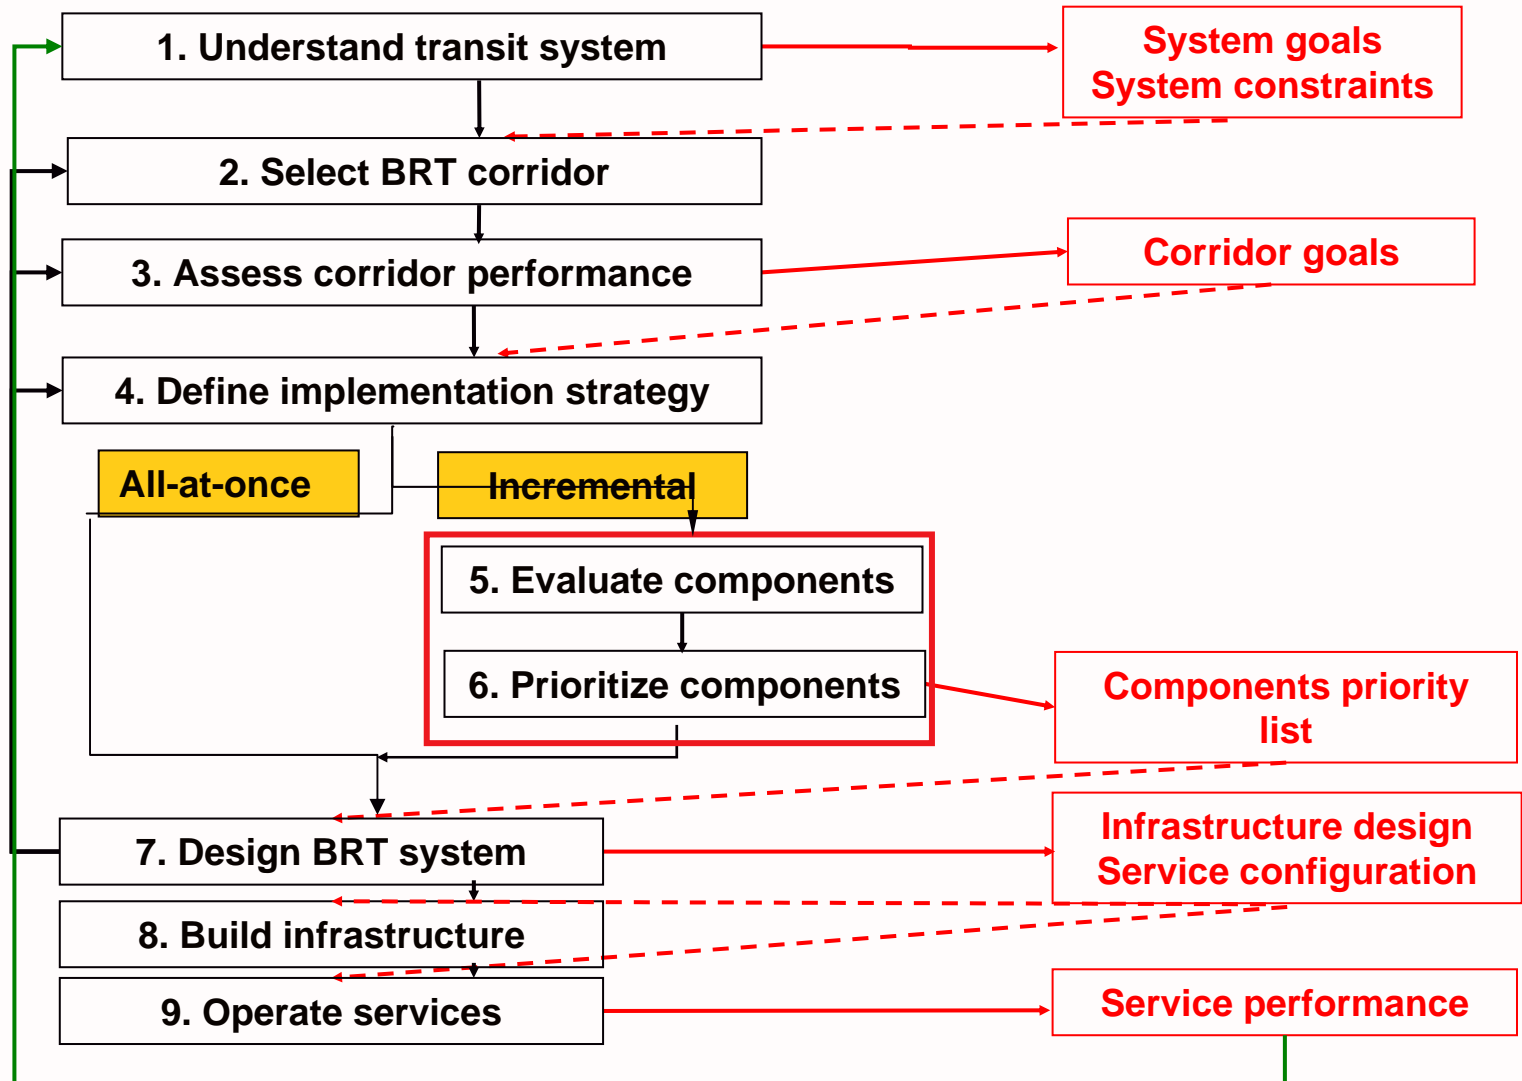 1. Understand transit system
System goals
System constraints
2. Select BRT corridor
3. Assess corridor performance
Corridor goals
4. Define implementation strategy
All-at-once
Incremental
5. Evaluate components
6. Prioritize components
Components priority
list
7. Design BRT system
Infrastructure design
Service configuration
8. Build infrastructure
9. Operate services
Service performance